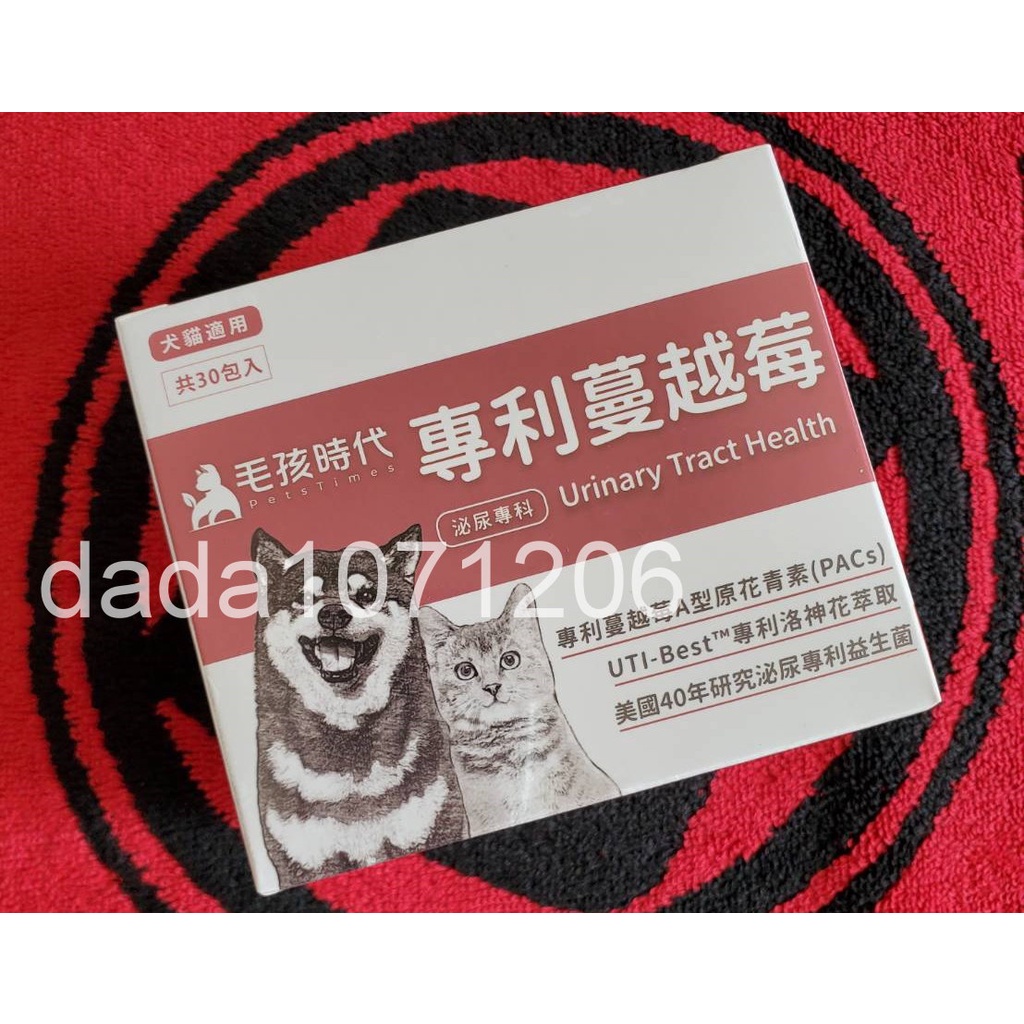 犬貓適用
共30包入
毛孩時代
PetsTimes
專利蔓越莓
泌尿專科
Urinary Tract Health
dada1071206
專利蔓越莓A型原花青素(PACs)
UTI-Best™專利洛神花萃取
美國40年研究泌尿專利益生菌